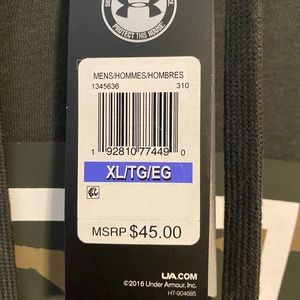 PROTECT THIS HOUSE
MENS/HOMMES/HOMBRES
1345636 310
1 92810 77449 0
XL/TG/EG
MSRP $45.00
UA.COM
©2016 Under Armour, Inc.
HT-904685